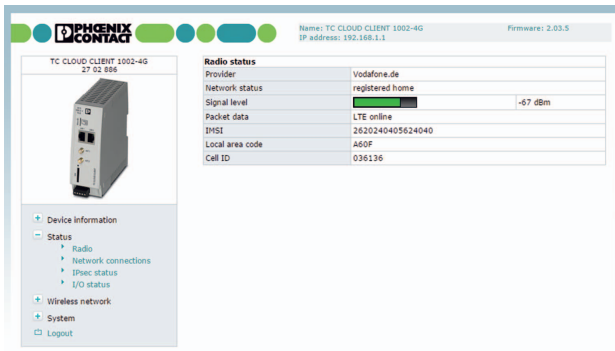 PHŒNIX
CONTACT
Name: TC CLOUD CLIENT 1002-4G
IP address: 192.168.1.1
Firmware: 2.03.5
TC CLOUD CLIENT 1002-4G
27 02 886
Radio status
Provider Vodafone.de
Network status registered home
Signal level -67 dBm
Packet data LTE online
IMSI 2620240405624040
Local area code A60F
Cell ID 036136
Device information
Status
Radio
Network connections
IPsec status
I/O status
Wireless network
System
Logout